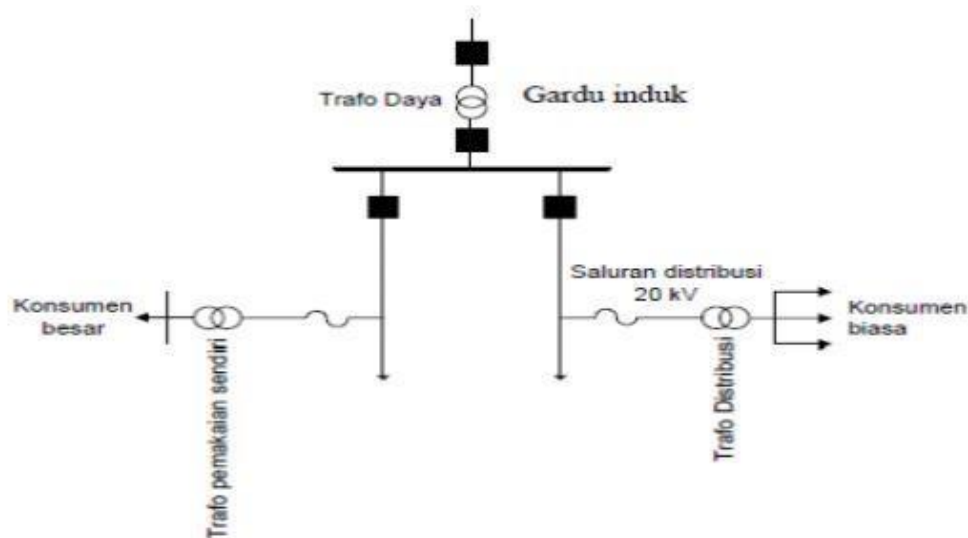 Trafo Daya
Gardu induk
Saluran distribusi
20 kV
Konsumen
besar
Konsumen
biasa
Trafo pemakaian sendiri
Trafo Distribusi